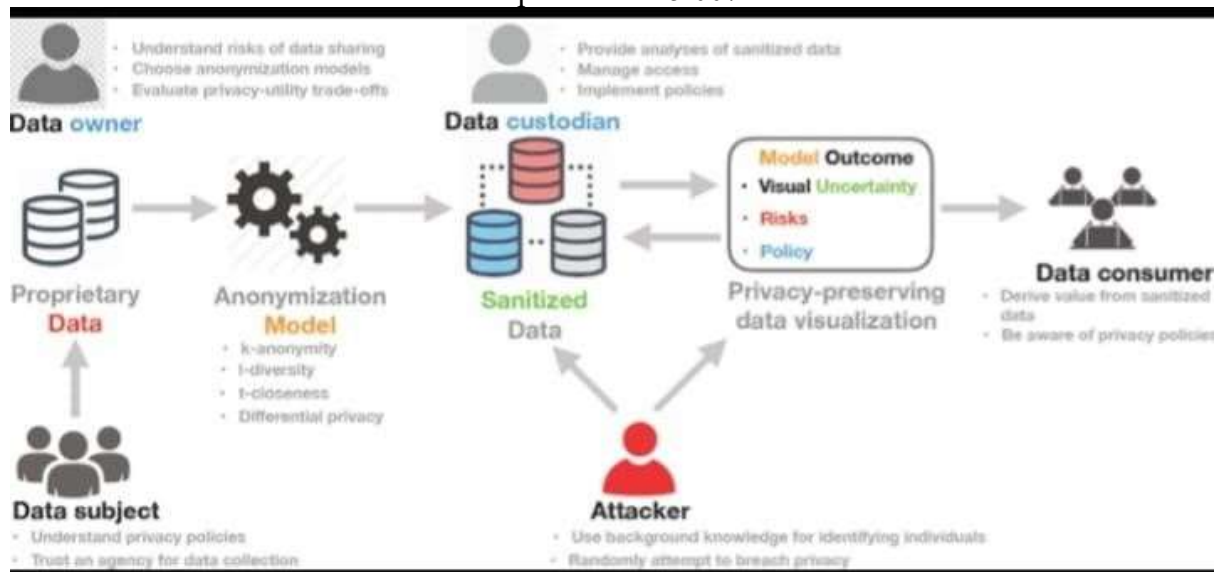 • Understand risks of data sharing
• Choose anonymization models
• Evaluate privacy-utility trade-offs
Data owner
• Provide analyses of sanitized data
• Manage access
• Implement policies
Data custodian
Proprietary
Data
Anonymization
Model
• k-anonymity
• l-diversity
• t-closeness
• Differential privacy
Sanitized
Data
Model Outcome
• Visual Uncertainty
• Risks
• Policy
Privacy-preserving
data visualization
Data consumer
• Derive value from sanitized
data
• Be aware of privacy policies
Data subject
• Understand privacy policies
• Trust an agency for data collection
Attacker
• Use background knowledge for identifying individuals
• Randomly attempt to breach privacy